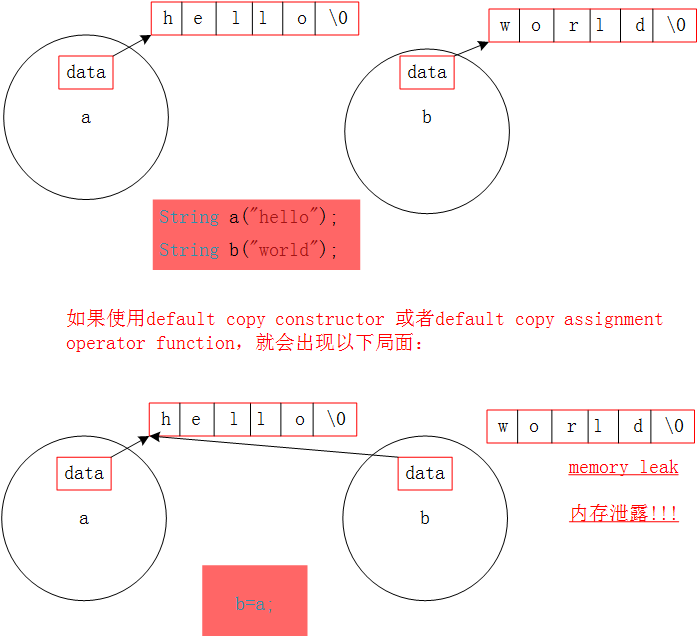 h e l l o \0
w o r l d \0
data
data
a
b
String a("hello");
String b("world");
如果使用default copy constructor 或者default copy assignment
operator function，就会出现以下局面：
h e l l o \0
w o r l d \0
data
data
memory leak
a
b
内存泄露!!!
b=a;